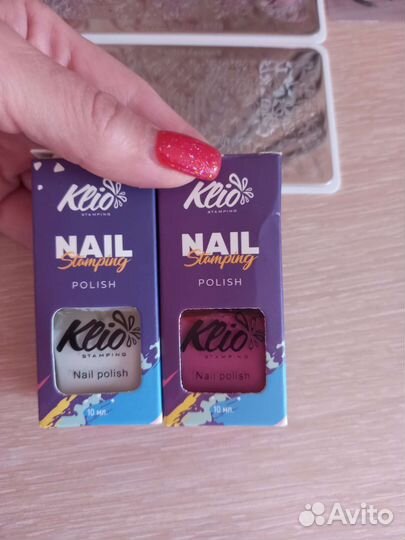 Klio
STAMPING
NAIL
Stamping
POLISH
Klio
STAMPING
Nail polish
10 мл.
Klio
STAMPING
NAIL
Stamping
POLISH
Klio
STAMPING
Nail polish
10 мл.
Avito